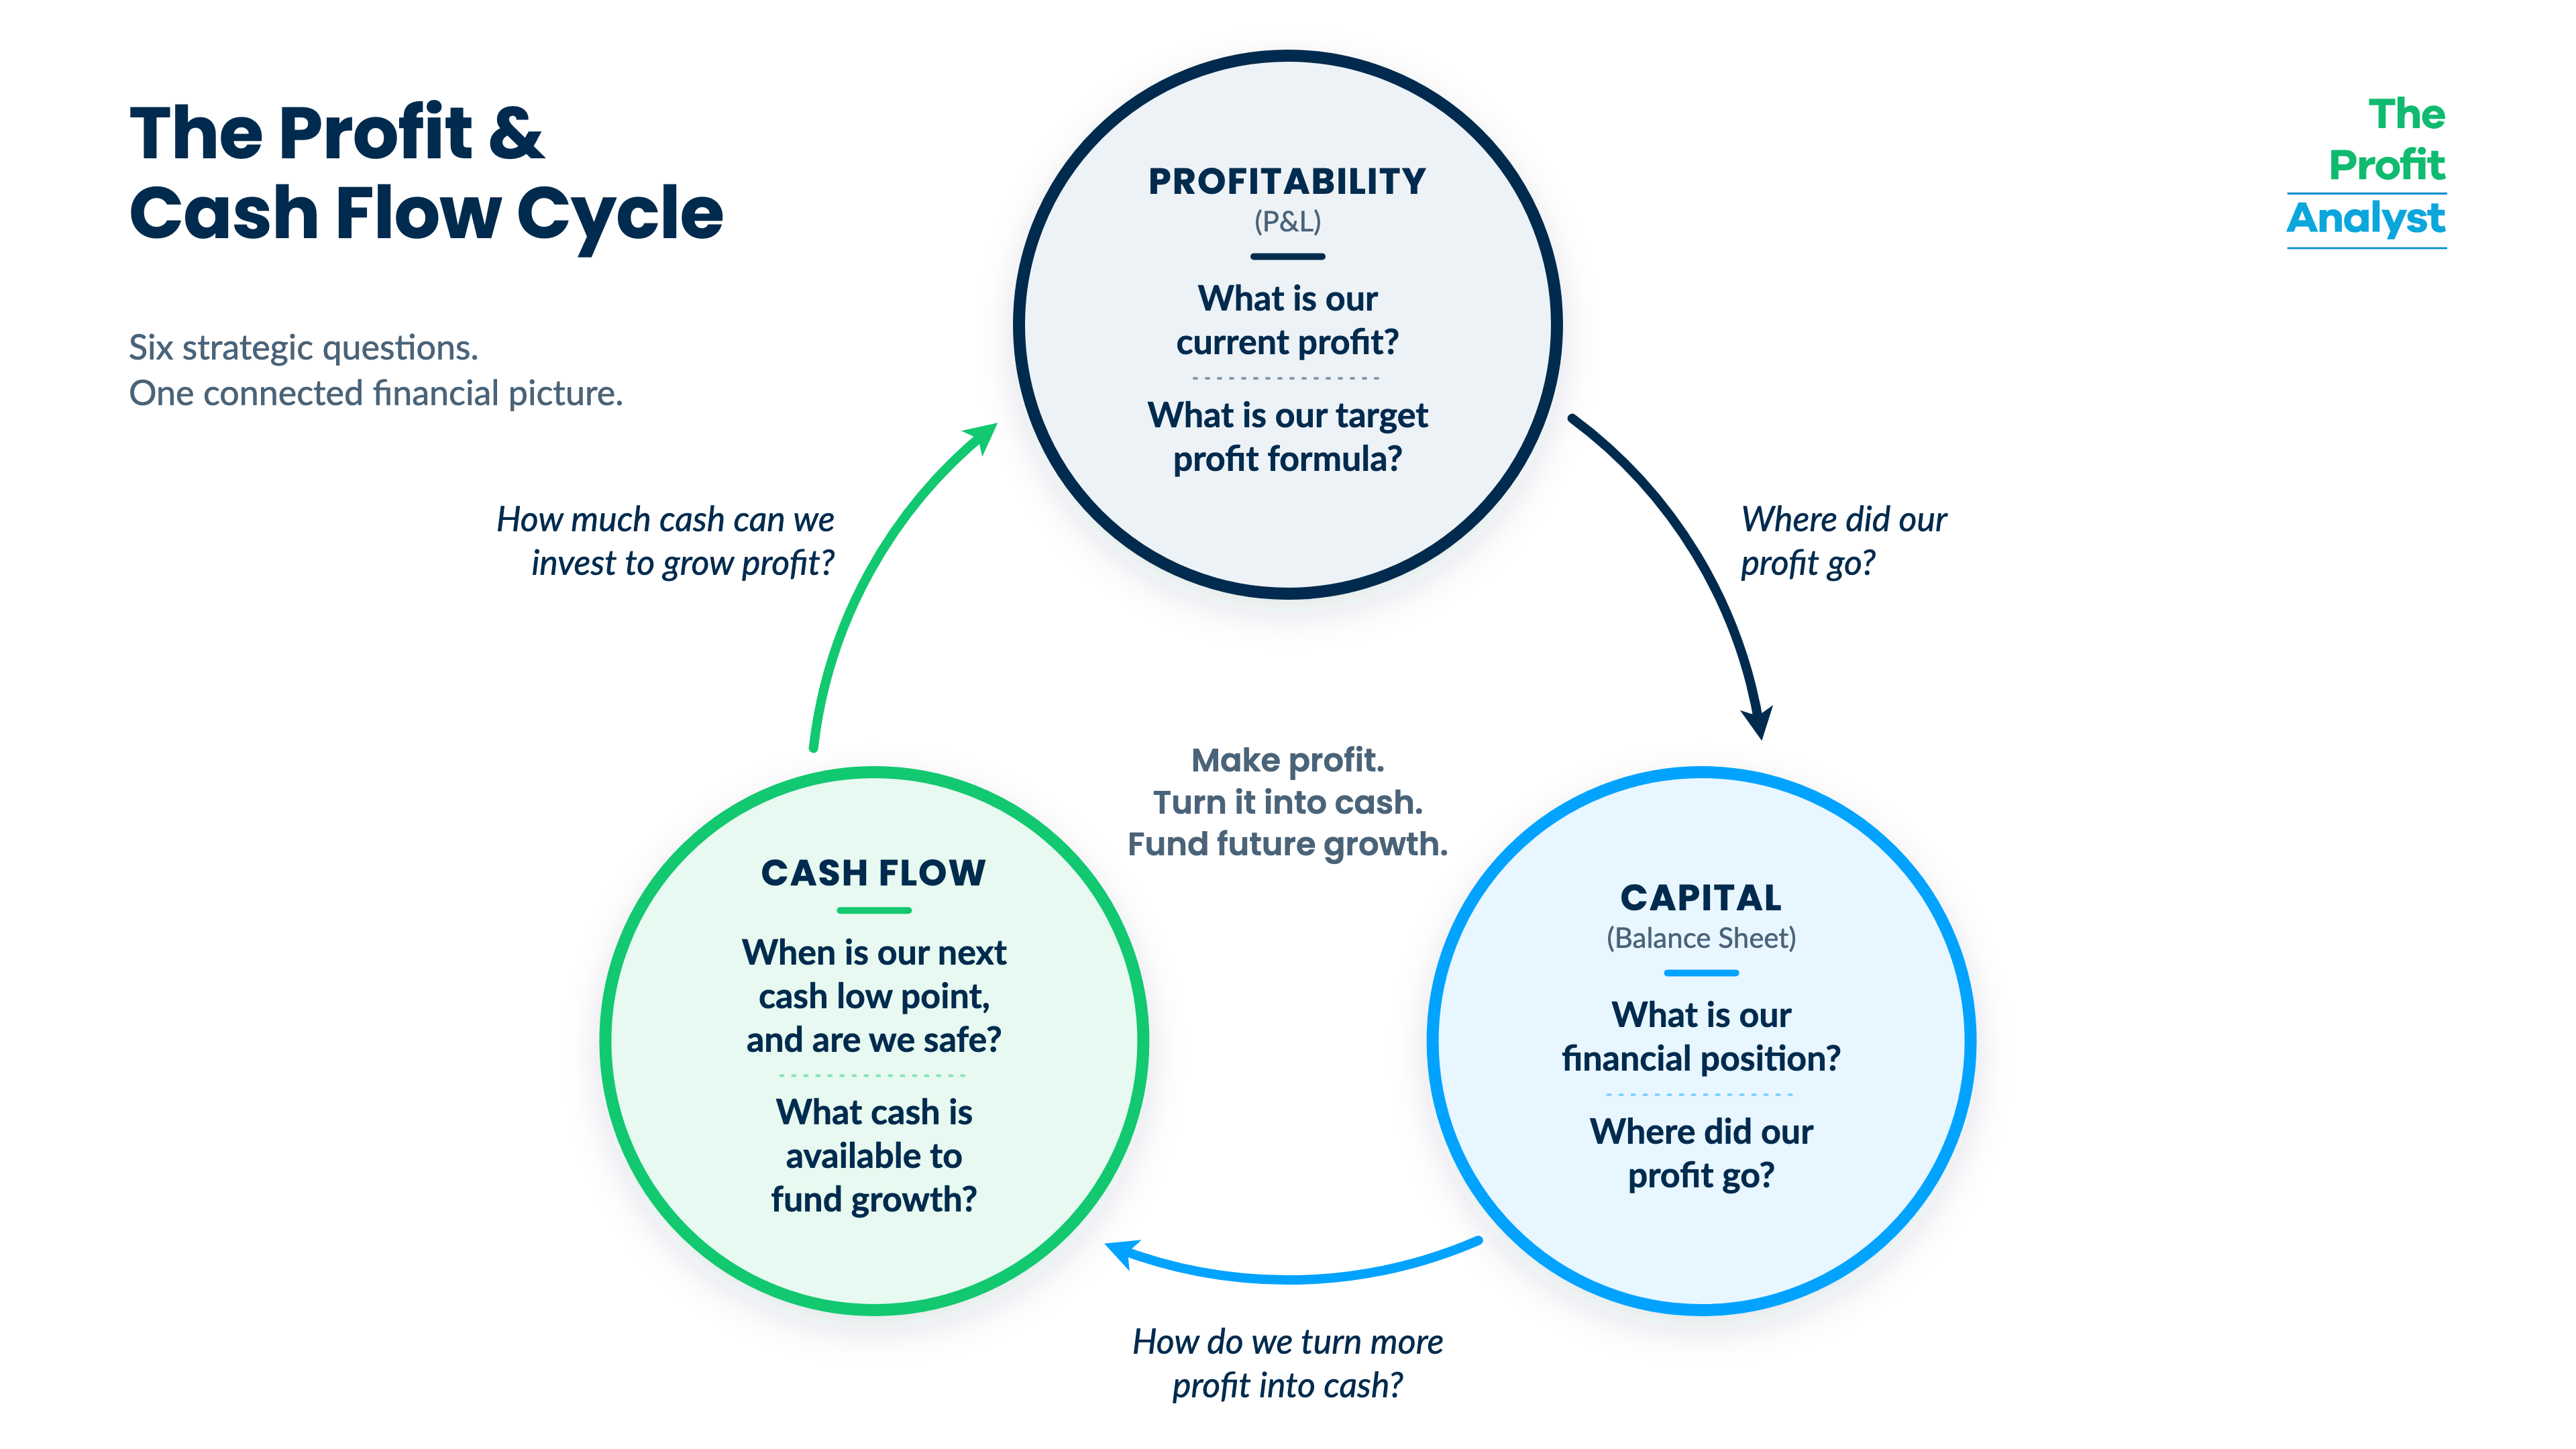 The Profit &
Cash Flow Cycle
Six strategic questions.
One connected financial picture.
The
Profit
Analyst
PROFITABILITY
(P&L)
What is our
current profit?
What is our target
profit formula?
How much cash can we
invest to grow profit?
Where did our
profit go?
Make profit.
Turn it into cash.
Fund future growth.
CASH FLOW
When is our next
cash low point,
and are we safe?
What cash is
available to
fund growth?
CAPITAL
(Balance Sheet)
What is our
financial position?
Where did our
profit go?
How do we turn more
profit into cash?